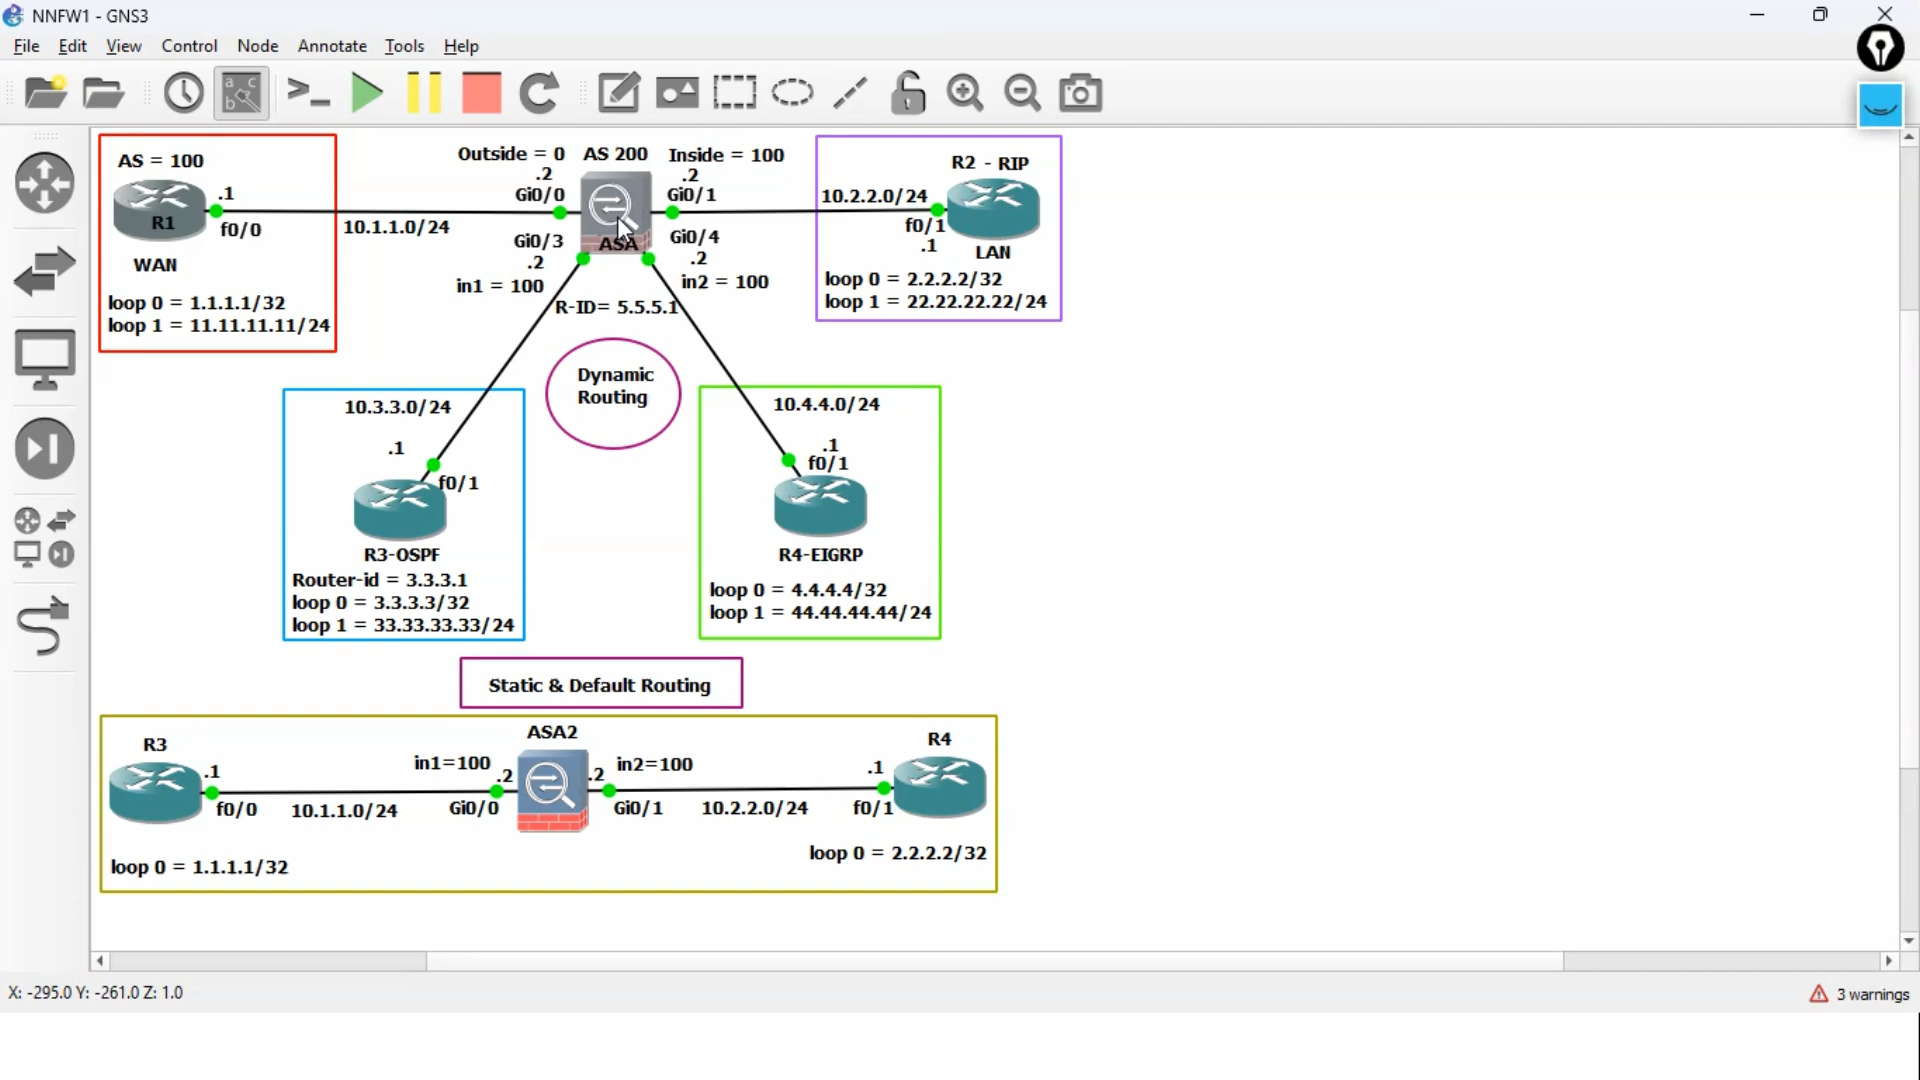 NNFW1 - GNS3
File Edit View Control Node Annotate Tools Help
AS = 100
.1
R1
f0/0
WAN
loop 0 = 1.1.1.1/32
loop 1 = 11.11.11.11/24
10.1.1.0/24
Outside = 0 AS 200 Inside = 100
.2
.2
Gi0/0
Gi0/1
ASA
Gi0/3
.2
in1 = 100
Gi0/4
.2
in2 = 100
R-ID= 5.5.5.1
R2 - RIP
10.2.2.0/24
f0/1
.1
LAN
loop 0 = 2.2.2.2/32
loop 1 = 22.22.22.22/24
Dynamic
Routing
10.3.3.0/24
.1
f0/1
R3-OSPF
Router-id = 3.3.3.1
loop 0 = 3.3.3.3/32
loop 1 = 33.33.33.33/24
10.4.4.0/24
.1
f0/1
R4-EIGRP
loop 0 = 4.4.4.4/32
loop 1 = 44.44.44.44/24
Static & Default Routing
R3
.1
f0/0
10.1.1.0/24
loop 0 = 1.1.1.1/32
ASA2
in1=100
.2
Gi0/0
.2
in2=100
Gi0/1
10.2.2.0/24
R4
.1
f0/1
loop 0 = 2.2.2.2/32
X: -295.0 Y: -261.0 Z: 1.0
3 warnings